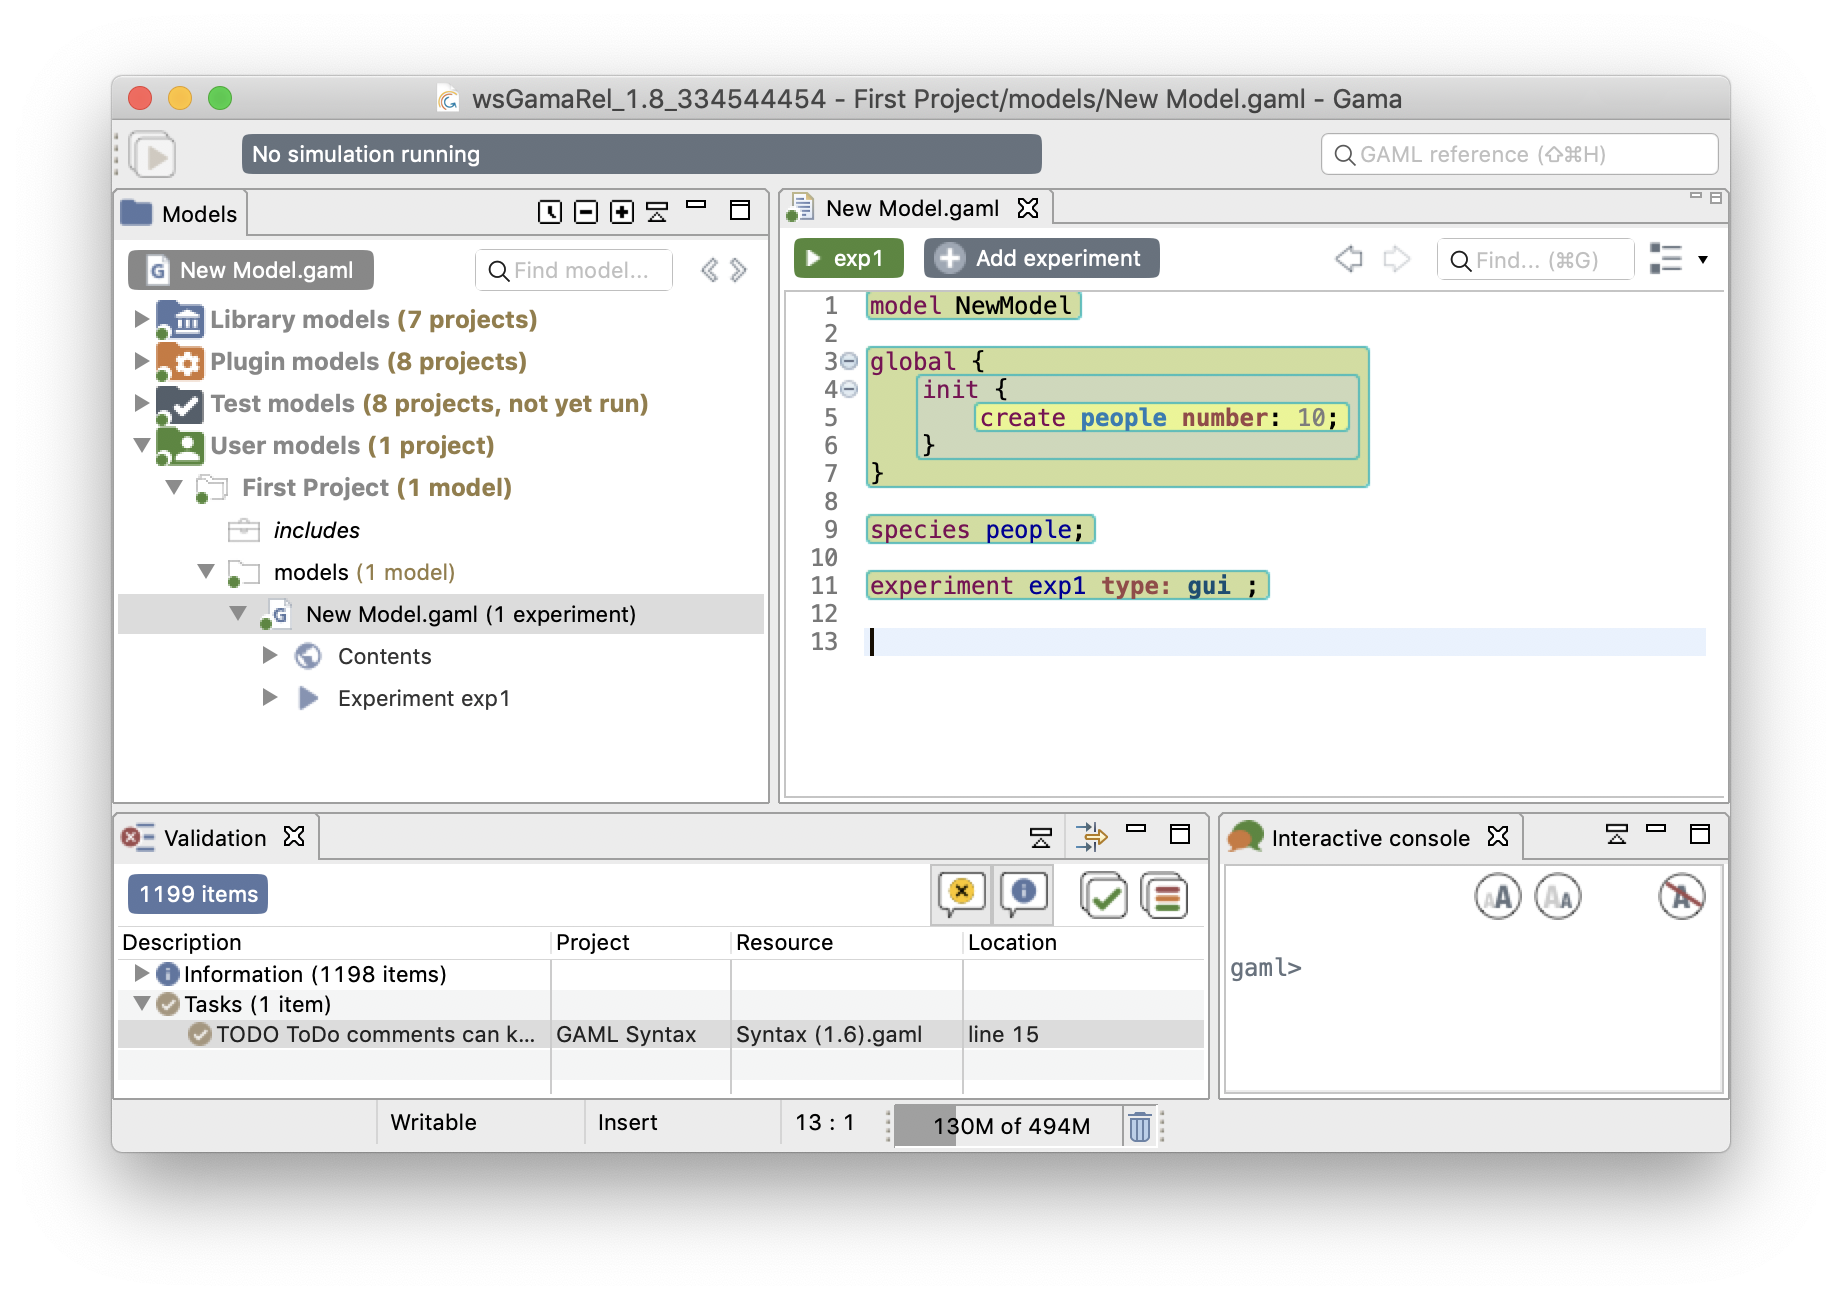 wsGamaRel_1.8_334544454 - First Project/models/New Model.gaml - Gama
No simulation running
GAML reference (⇧⌘H)
Models
New Model.gaml
Find model...
Library models (7 projects)
Plugin models (8 projects)
Test models (8 projects, not yet run)
User models (1 project)
First Project (1 model)
includes
models (1 model)
New Model.gaml (1 experiment)
Contents
Experiment exp1
New Model.gaml
exp1
Add experiment
Find... (⌘G)
1 model NewModel
2
3 global {
4 init {
5 create people number: 10;
6 }
7 }
8
9 species people;
10
11 experiment exp1 type: gui ;
12
13
Validation
1199 items
Description Project Resource Location
Information (1198 items)
Tasks (1 item)
TODO ToDo comments can k... GAML Syntax Syntax (1.6).gaml line 15
Interactive console
gaml>
Writable Insert 13 : 1 130M of 494M